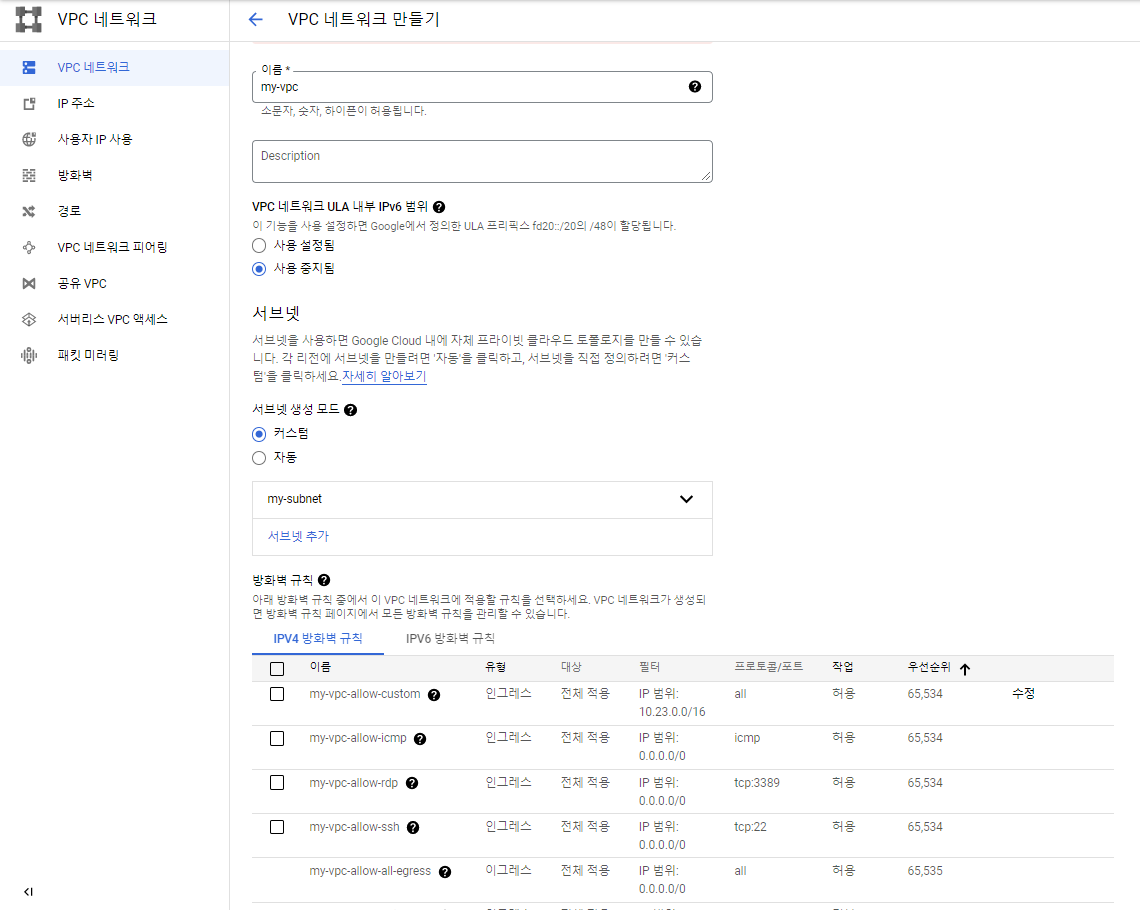 VPC 네트워크
VPC 네트워크 만들기
VPC 네트워크
IP 주소
사용자 IP 사용
방화벽
경로
VPC 네트워크 피어링
공유 VPC
서버리스 VPC 액세스
패킷 미러링
이름 *
my-vpc
소문자, 숫자, 하이픈이 허용됩니다.
Description
VPC 네트워크 ULA 내부 IPv6 범위
이 기능을 사용 설정하면 Google에서 정의한 ULA 프리픽스 fd20::/20의 /48이 할당됩니다.
사용 설정됨
사용 중지됨
서브넷
서브넷을 사용하면 Google Cloud 내에 자체 프라이빗 클라우드 토폴로지를 만들 수 있습
니다. 각 리전에 서브넷을 만들려면 '자동'을 클릭하고, 서브넷을 직접 정의하려면 '커스
텀'을 클릭하세요. 자세히 알아보기
서브넷 생성 모드
커스텀
자동
my-subnet
서브넷 추가
방화벽 규칙
아래 방화벽 규칙 중에서 이 VPC 네트워크에 적용할 규칙을 선택하세요. VPC 네트워크가 생성되
면 방화벽 규칙 페이지에서 모든 방화벽 규칙을 관리할 수 있습니다.
IPV4 방화벽 규칙 IPV6 방화벽 규칙
이름 유형 대상 필터 프로토콜/포트 작업 우선순위
my-vpc-allow-custom 인그레스 전체 적용 IP 범위: all 허용 65,534 수정
10.23.0.0/16
my-vpc-allow-icmp 인그레스 전체 적용 IP 범위: icmp 허용 65,534
0.0.0.0/0
my-vpc-allow-rdp 인그레스 전체 적용 IP 범위: tcp:3389 허용 65,534
0.0.0.0/0
my-vpc-allow-ssh 인그레스 전체 적용 IP 범위: tcp:22 허용 65,534
0.0.0.0/0
my-vpc-allow-all-egress 이그레스 전체 적용 IP 범위: all 허용 65,535
0.0.0.0/0